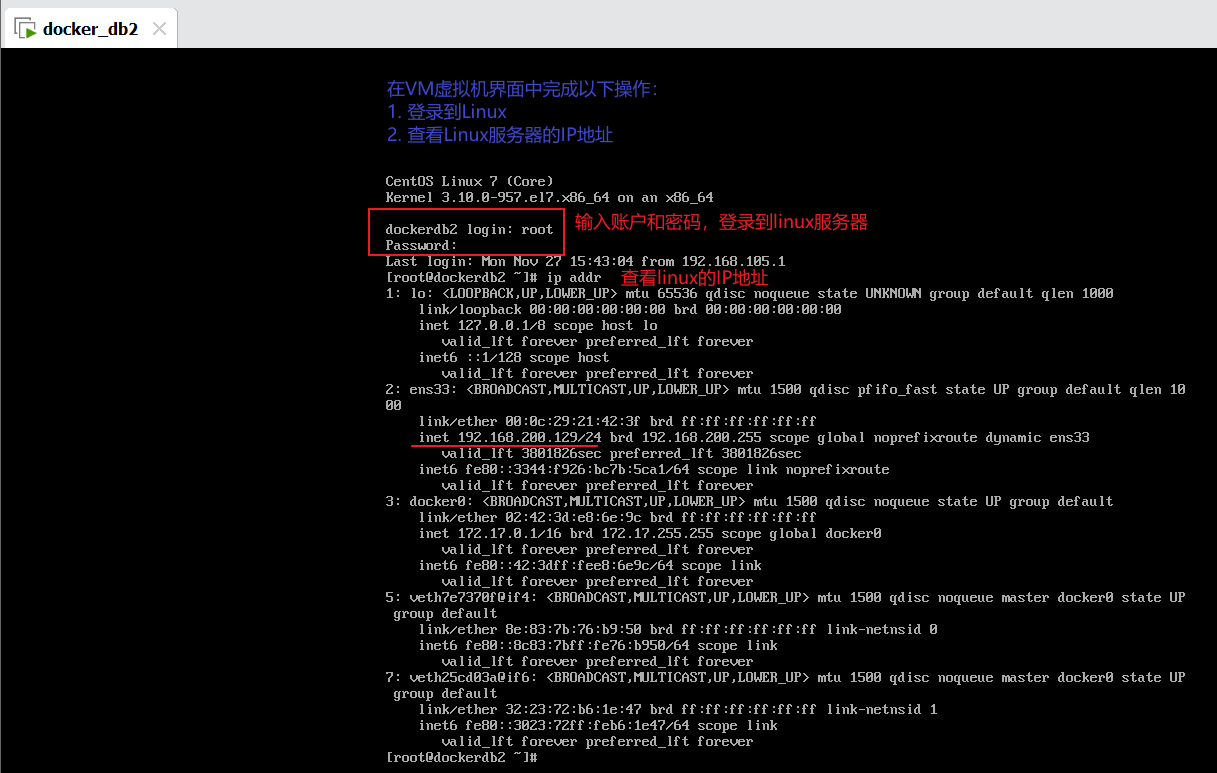 docker_db2
在VM虚拟机界面中完成以下操作：
1. 登录到Linux
2. 查看Linux服务器的IP地址
CentOS Linux 7 (Core)
Kernel 3.10.0-957.el7.x86_64 on an x86_64
dockerdb2 login: root 输入账户和密码，登录到linux服务器
Password:
Last login: Mon Nov 27 15:43:04 from 192.168.105.1
[root@dockerdb2 ~]# ip addr 查看linux的IP地址
1: lo: <LOOPBACK,UP,LOWER_UP> mtu 65536 qdisc noqueue state UNKNOWN group default qlen 1000
link/loopback 00:00:00:00:00:00 brd 00:00:00:00:00:00
inet 127.0.0.1/8 scope host lo
valid_lft forever preferred_lft forever
inet6 ::1/128 scope host
valid_lft forever preferred_lft forever
2: ens33: <BROADCAST,MULTICAST,UP,LOWER_UP> mtu 1500 qdisc pfifo_fast state UP group default qlen 10
00
link/ether 00:0c:29:21:42:3f brd ff:ff:ff:ff:ff:ff
inet 192.168.200.129/24 brd 192.168.200.255 scope global noprefixroute dynamic ens33
valid_lft 3801826sec preferred_lft 3801826sec
inet6 fe80::3344:f926:bc7b:5ca1/64 scope link noprefixroute
valid_lft forever preferred_lft forever
3: docker0: <BROADCAST,MULTICAST,UP,LOWER_UP> mtu 1500 qdisc noqueue state UP group default
link/ether 02:42:3d:e8:6e:9c brd ff:ff:ff:ff:ff:ff
inet 172.17.0.1/16 brd 172.17.255.255 scope global docker0
valid_lft forever preferred_lft forever
inet6 fe80::42:3dff:fee8:6e9c/64 scope link
valid_lft forever preferred_lft forever
5: veth7e7370f@if4: <BROADCAST,MULTICAST,UP,LOWER_UP> mtu 1500 qdisc noqueue master docker0 state UP
group default
link/ether 8e:83:7b:76:b9:50 brd ff:ff:ff:ff:ff:ff link-netnsid 0
inet6 fe80::8c83:7bff:fe76:b950/64 scope link
valid_lft forever preferred_lft forever
7: veth25cd03a@if6: <BROADCAST,MULTICAST,UP,LOWER_UP> mtu 1500 qdisc noqueue master docker0 state UP
group default
link/ether 32:23:72:b6:1e:47 brd ff:ff:ff:ff:ff:ff link-netnsid 1
inet6 fe80::3023:72ff:feb6:1e47/64 scope link
valid_lft forever preferred_lft forever
[root@dockerdb2 ~]#